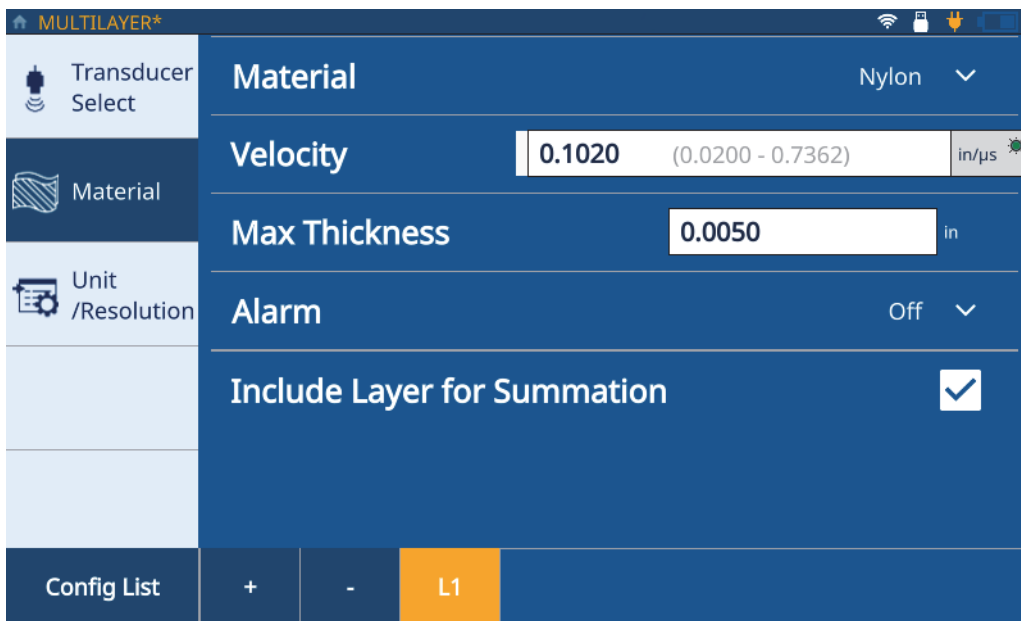 MULTILAYER*
Transducer
Select
Material
Unit
/Resolution
Material Nylon
Velocity 0.1020 (0.0200 - 0.7362) in/µs
Max Thickness 0.0050 in
Alarm Off
Include Layer for Summation
Config List + - L1